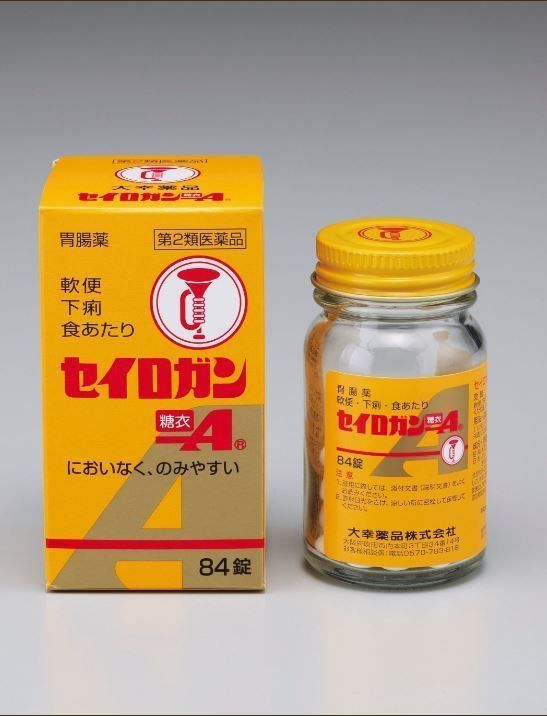 第2類医薬品
大幸薬品
セイロガン-A
胃腸薬
第2類医薬品
軟便
下痢
食あたり
セイロガン
糖衣
A®
においなく、のみやすい
84錠
胃腸薬
軟便・下痢・食あたり
セイロガン糖衣A®
84錠
注意
大幸薬品株式会社